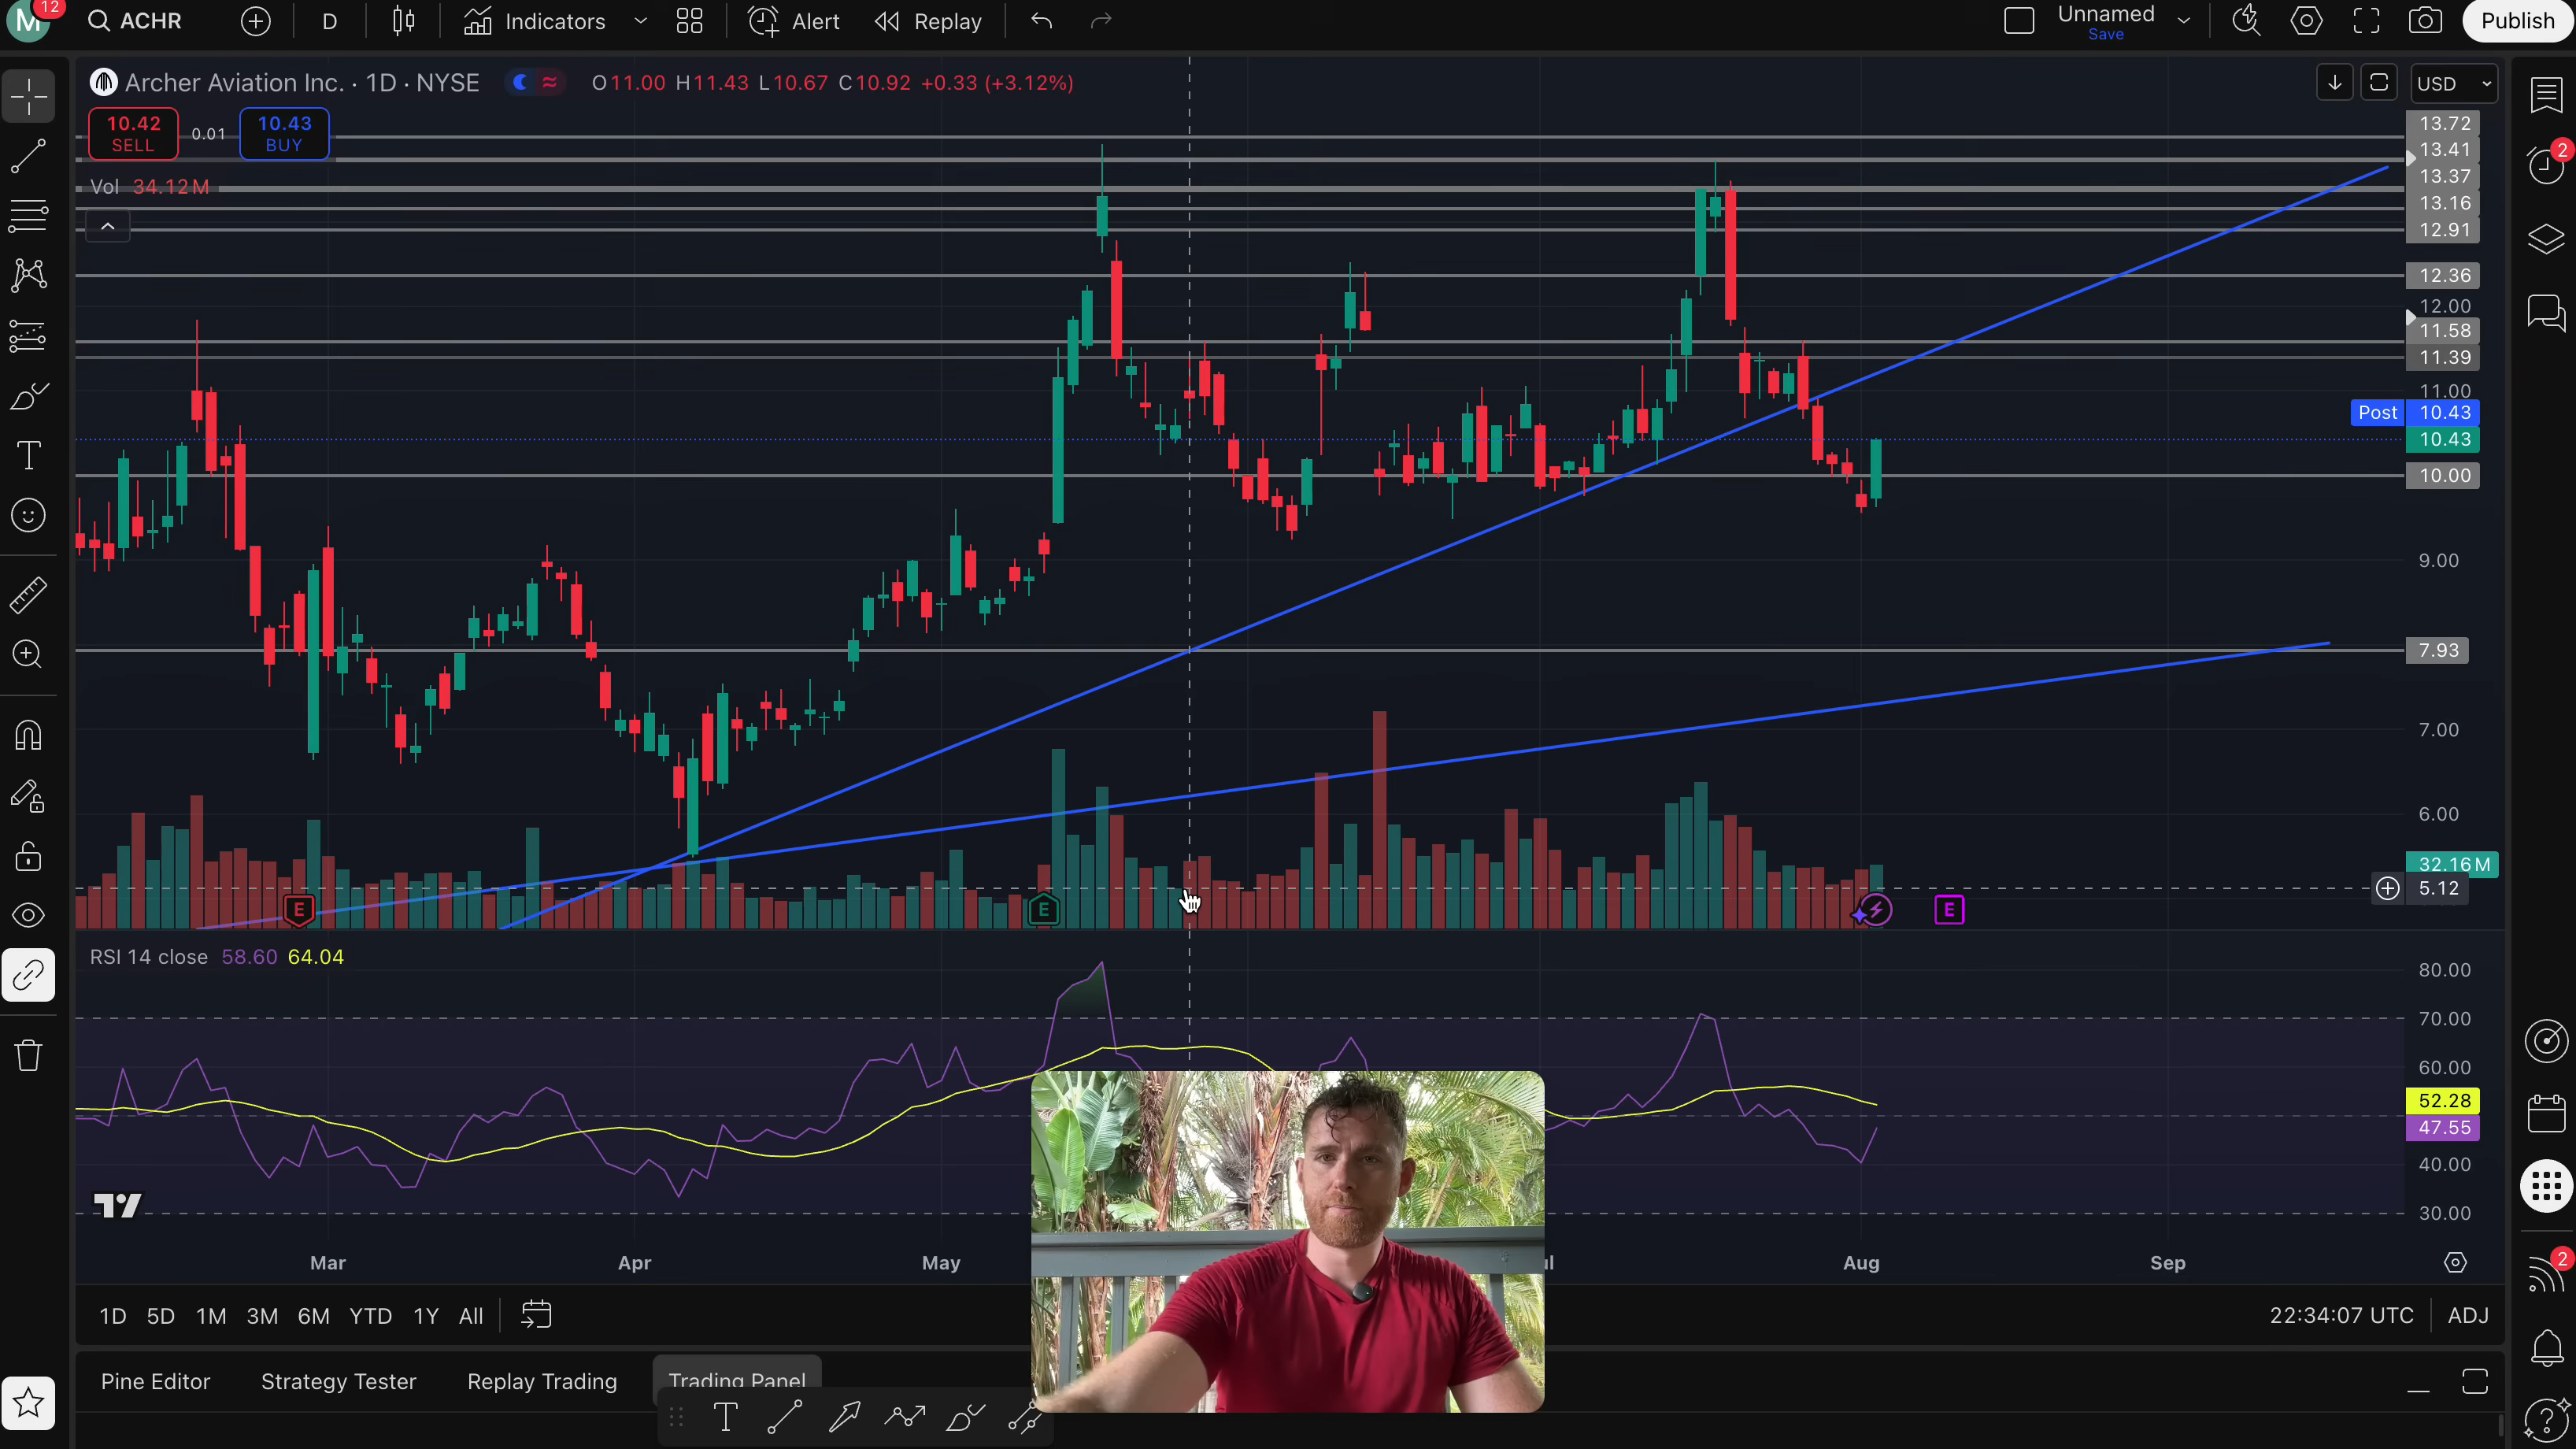 M 12 ACHR D Indicators Alert Replay Unnamed Save Publish
Archer Aviation Inc. · 1D · NYSE O11.00 H11.43 L10.67 C10.92 +0.33 (+3.12%) USD
10.42 SELL 0.01 10.43 BUY
Vol 34.12M
13.72
13.41
13.37
13.16
12.91
12.36
12.00
11.58
11.39
11.00
Post 10.43
10.43
10.00
9.00
7.93
7.00
6.00
32.16M
5.12
E E E
RSI 14 close 58.60 64.04
80.00
70.00
60.00
52.28
47.55
40.00
30.00
Mar Apr May Aug Sep
1D 5D 1M 3M 6M YTD 1Y All 22:34:07 UTC ADJ
Pine Editor Strategy Tester Replay Trading Trading Panel
T
2
2